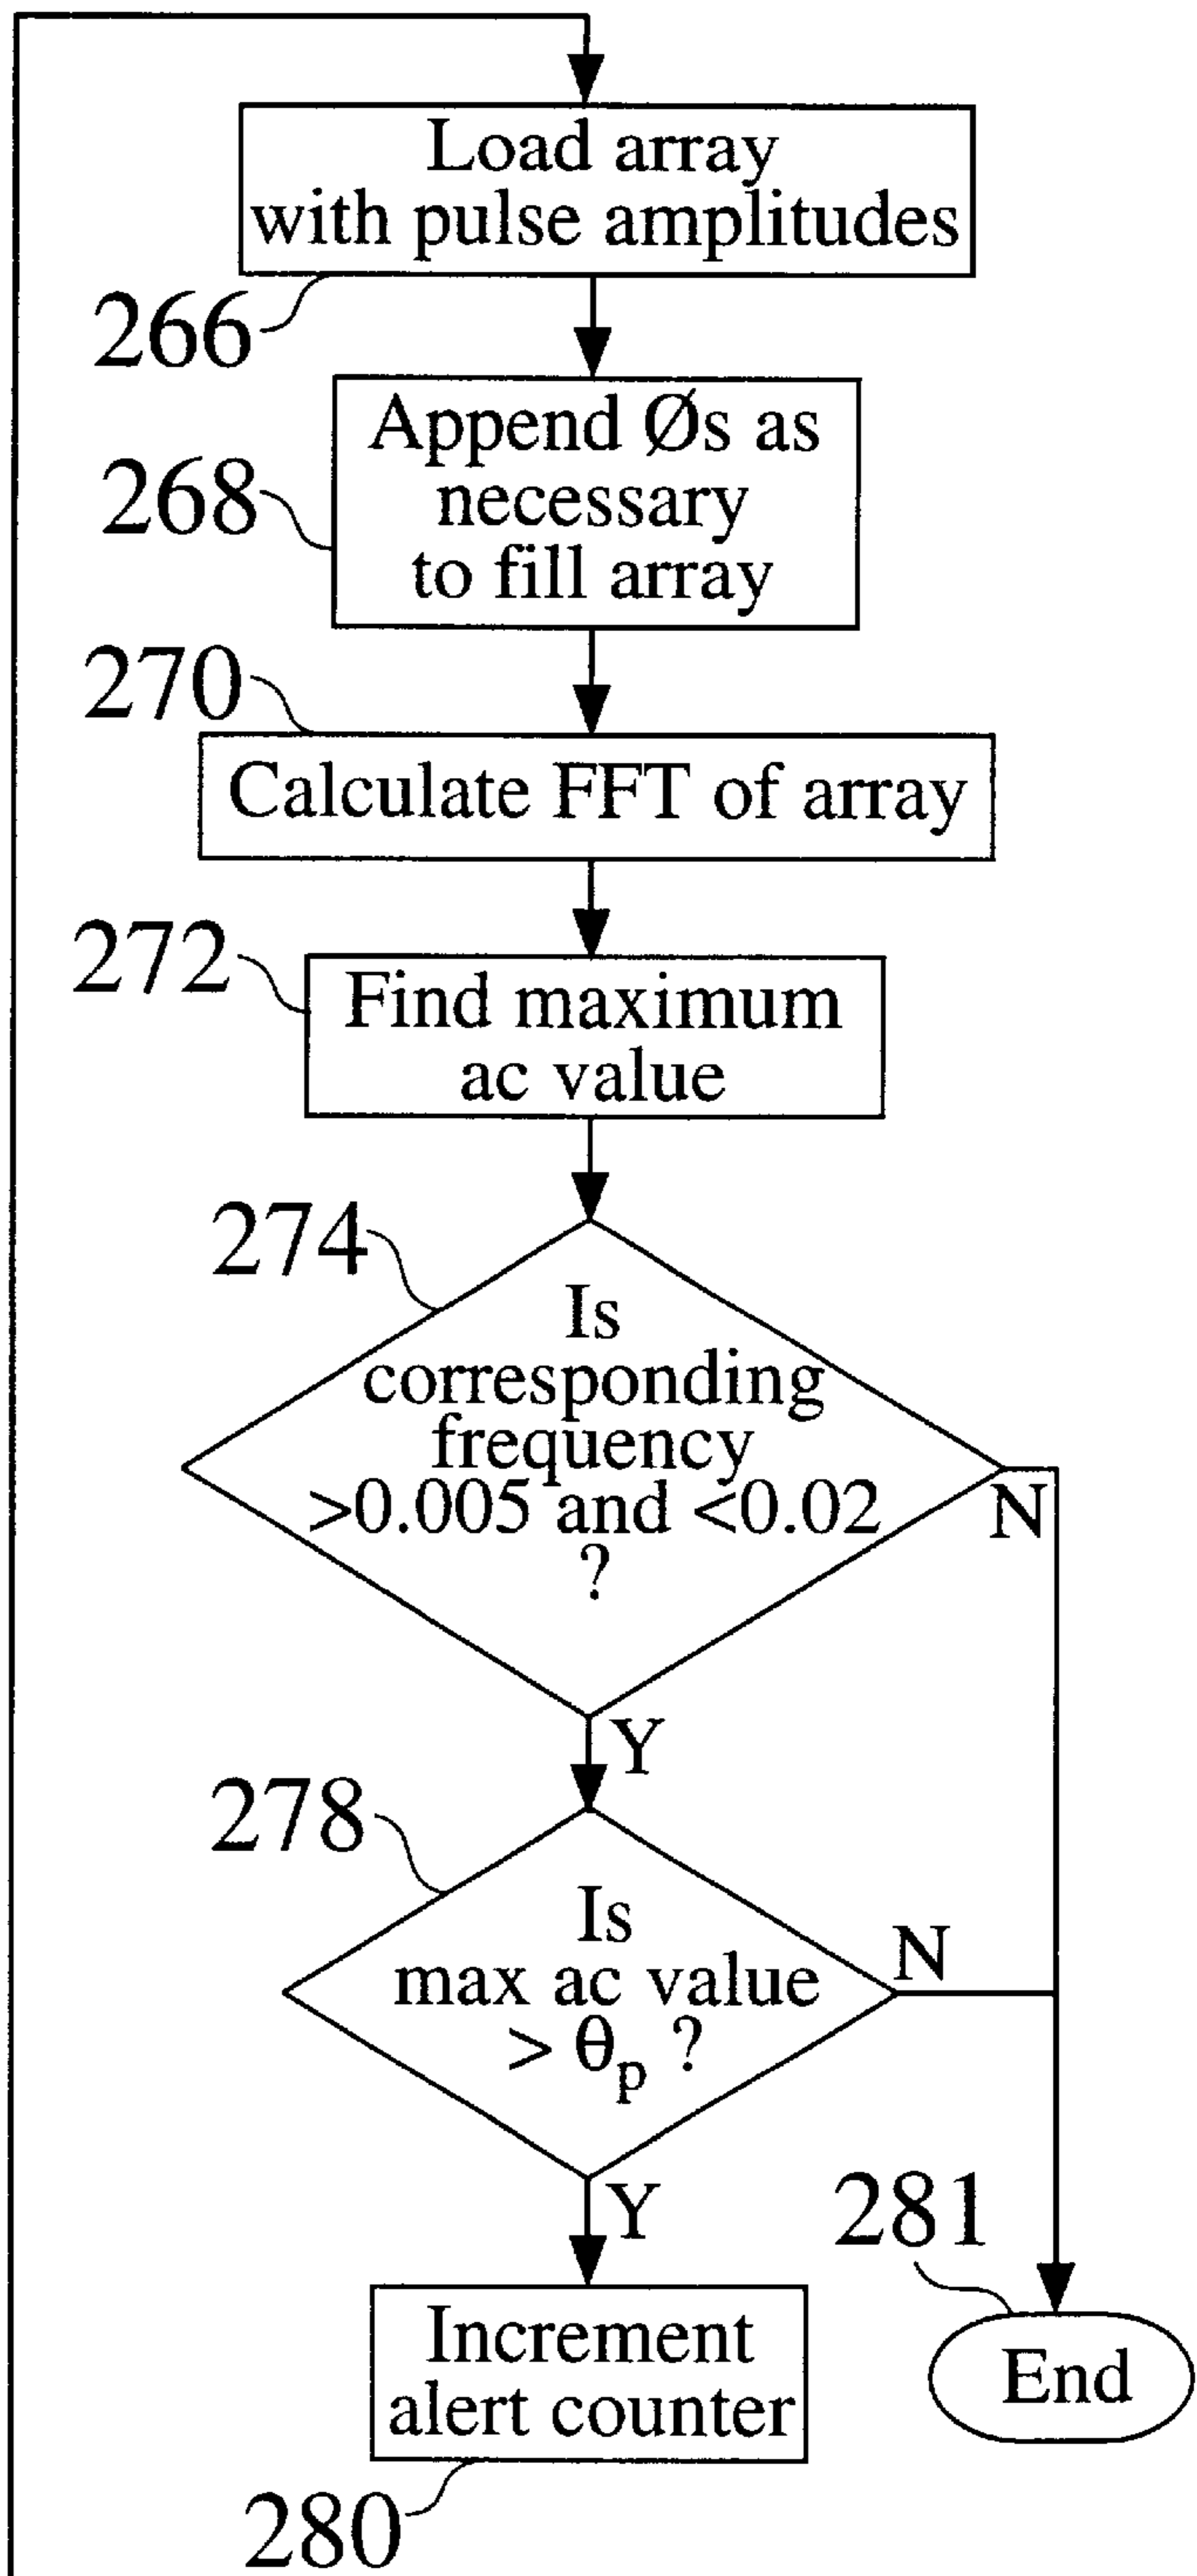 Load array
with pulse amplitudes
266
Append Øs as
necessary
to fill array
268
270
Calculate FFT of array
272
Find maximum
ac value
274
Is
corresponding
frequency
>0.005 and <0.02
?
N
Y
278
Is
max ac value
> θp ?
N
Y
281
Increment
alert counter
End
280